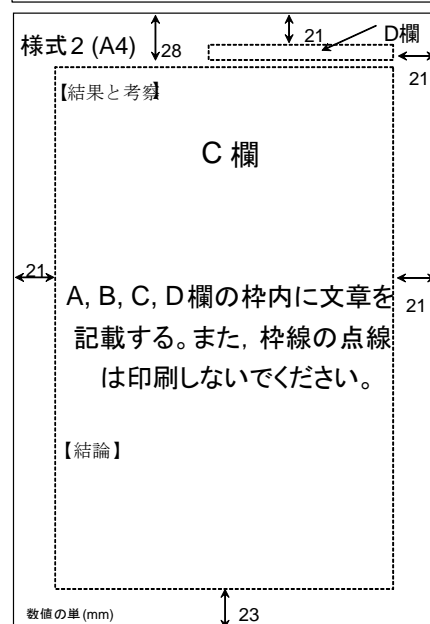 様式2 (A4)
28
21
D欄
21
【結果と考察】
C 欄
21
21
A, B, C, D欄の枠内に文章を
記載する。また, 枠線の点線
は印刷しないでください。
【結論】
数値の単(mm)
23